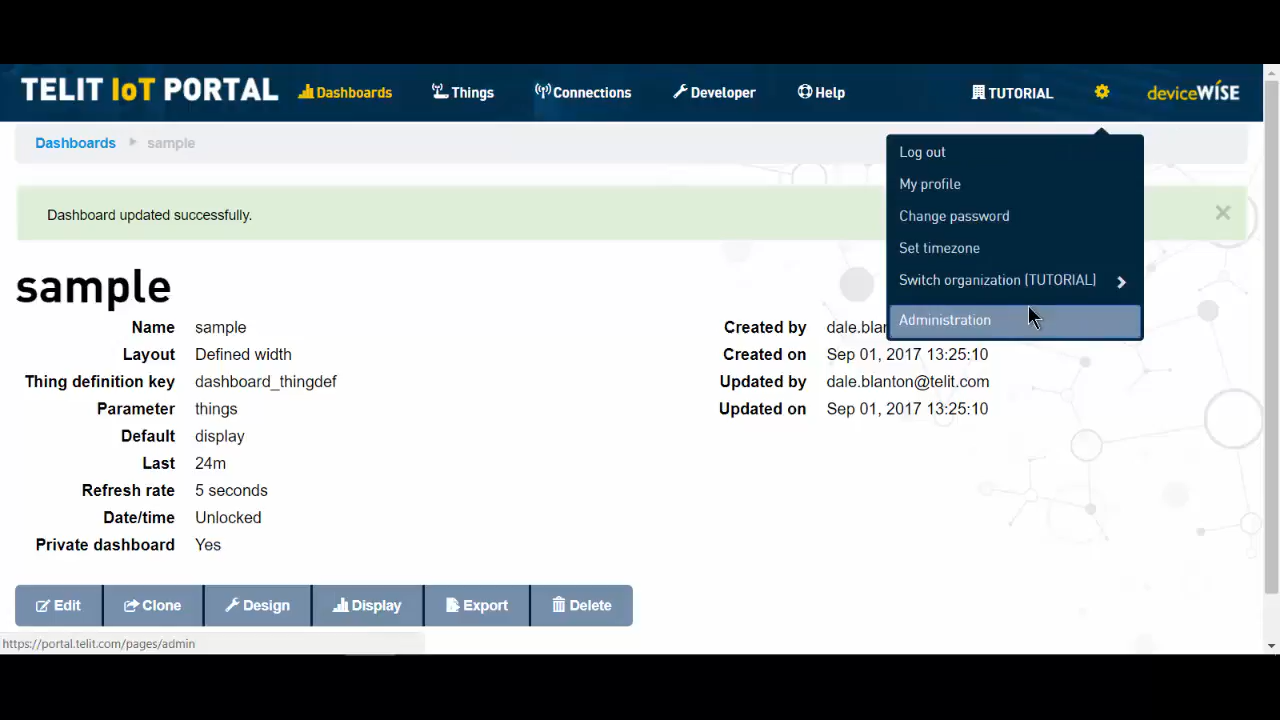 TELIT IoT PORTAL Dashboards Things Connections Developer Help TUTORIAL deviceWISE
Dashboards sample
Dashboard updated successfully.
Log out
My profile
Change password
Set timezone
Switch organization [TUTORIAL]
Administration
sample
Name sample
Layout Defined width
Thing definition key dashboard_thingdef
Parameter things
Default display
Last 24m
Refresh rate 5 seconds
Date/time Unlocked
Private dashboard Yes
Created by dale.blan
Created on Sep 01, 2017 13:25:10
Updated by dale.blanton@telit.com
Updated on Sep 01, 2017 13:25:10
Edit Clone Design Display Export Delete
https://portal.telit.com/pages/admin